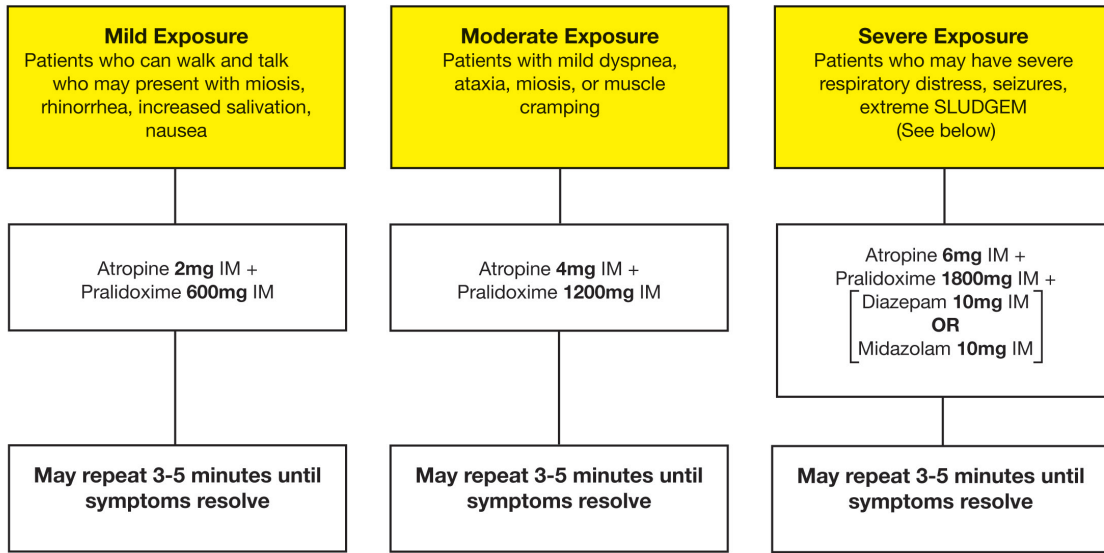 Mild Exposure
Patients who can walk and talk
who may present with miosis,
rhinorrhea, increased salivation,
nausea
Atropine 2mg IM +
Pralidoxime 600mg IM
May repeat 3-5 minutes until
symptoms resolve
Moderate Exposure
Patients with mild dyspnea,
ataxia, miosis, or muscle
cramping
Atropine 4mg IM +
Pralidoxime 1200mg IM
May repeat 3-5 minutes until
symptoms resolve
Severe Exposure
Patients who may have severe
respiratory distress, seizures,
extreme SLUDGEM
(See below)
Atropine 6mg IM +
Pralidoxime 1800mg IM +
[Diazepam 10mg IM
OR
Midazolam 10mg IM]
May repeat 3-5 minutes until
symptoms resolve